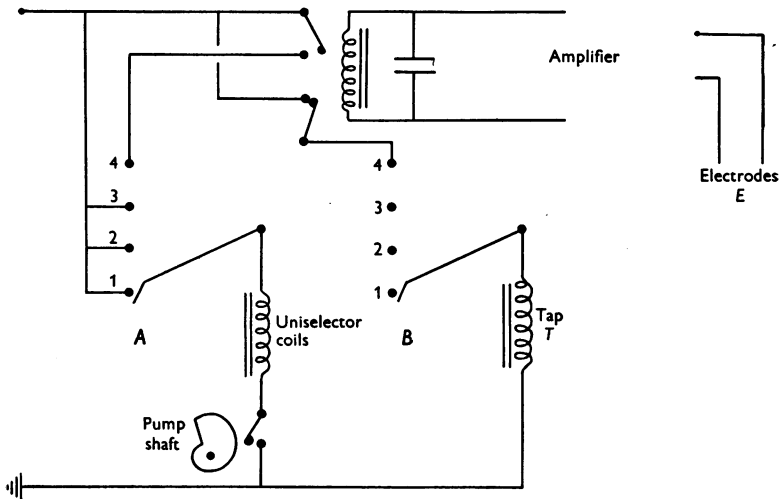 Amplifier
Electrodes
E
4
3
2
1
A
Uniselector
coils
4
3
2
1
B
Tap
T
Pump
shaft